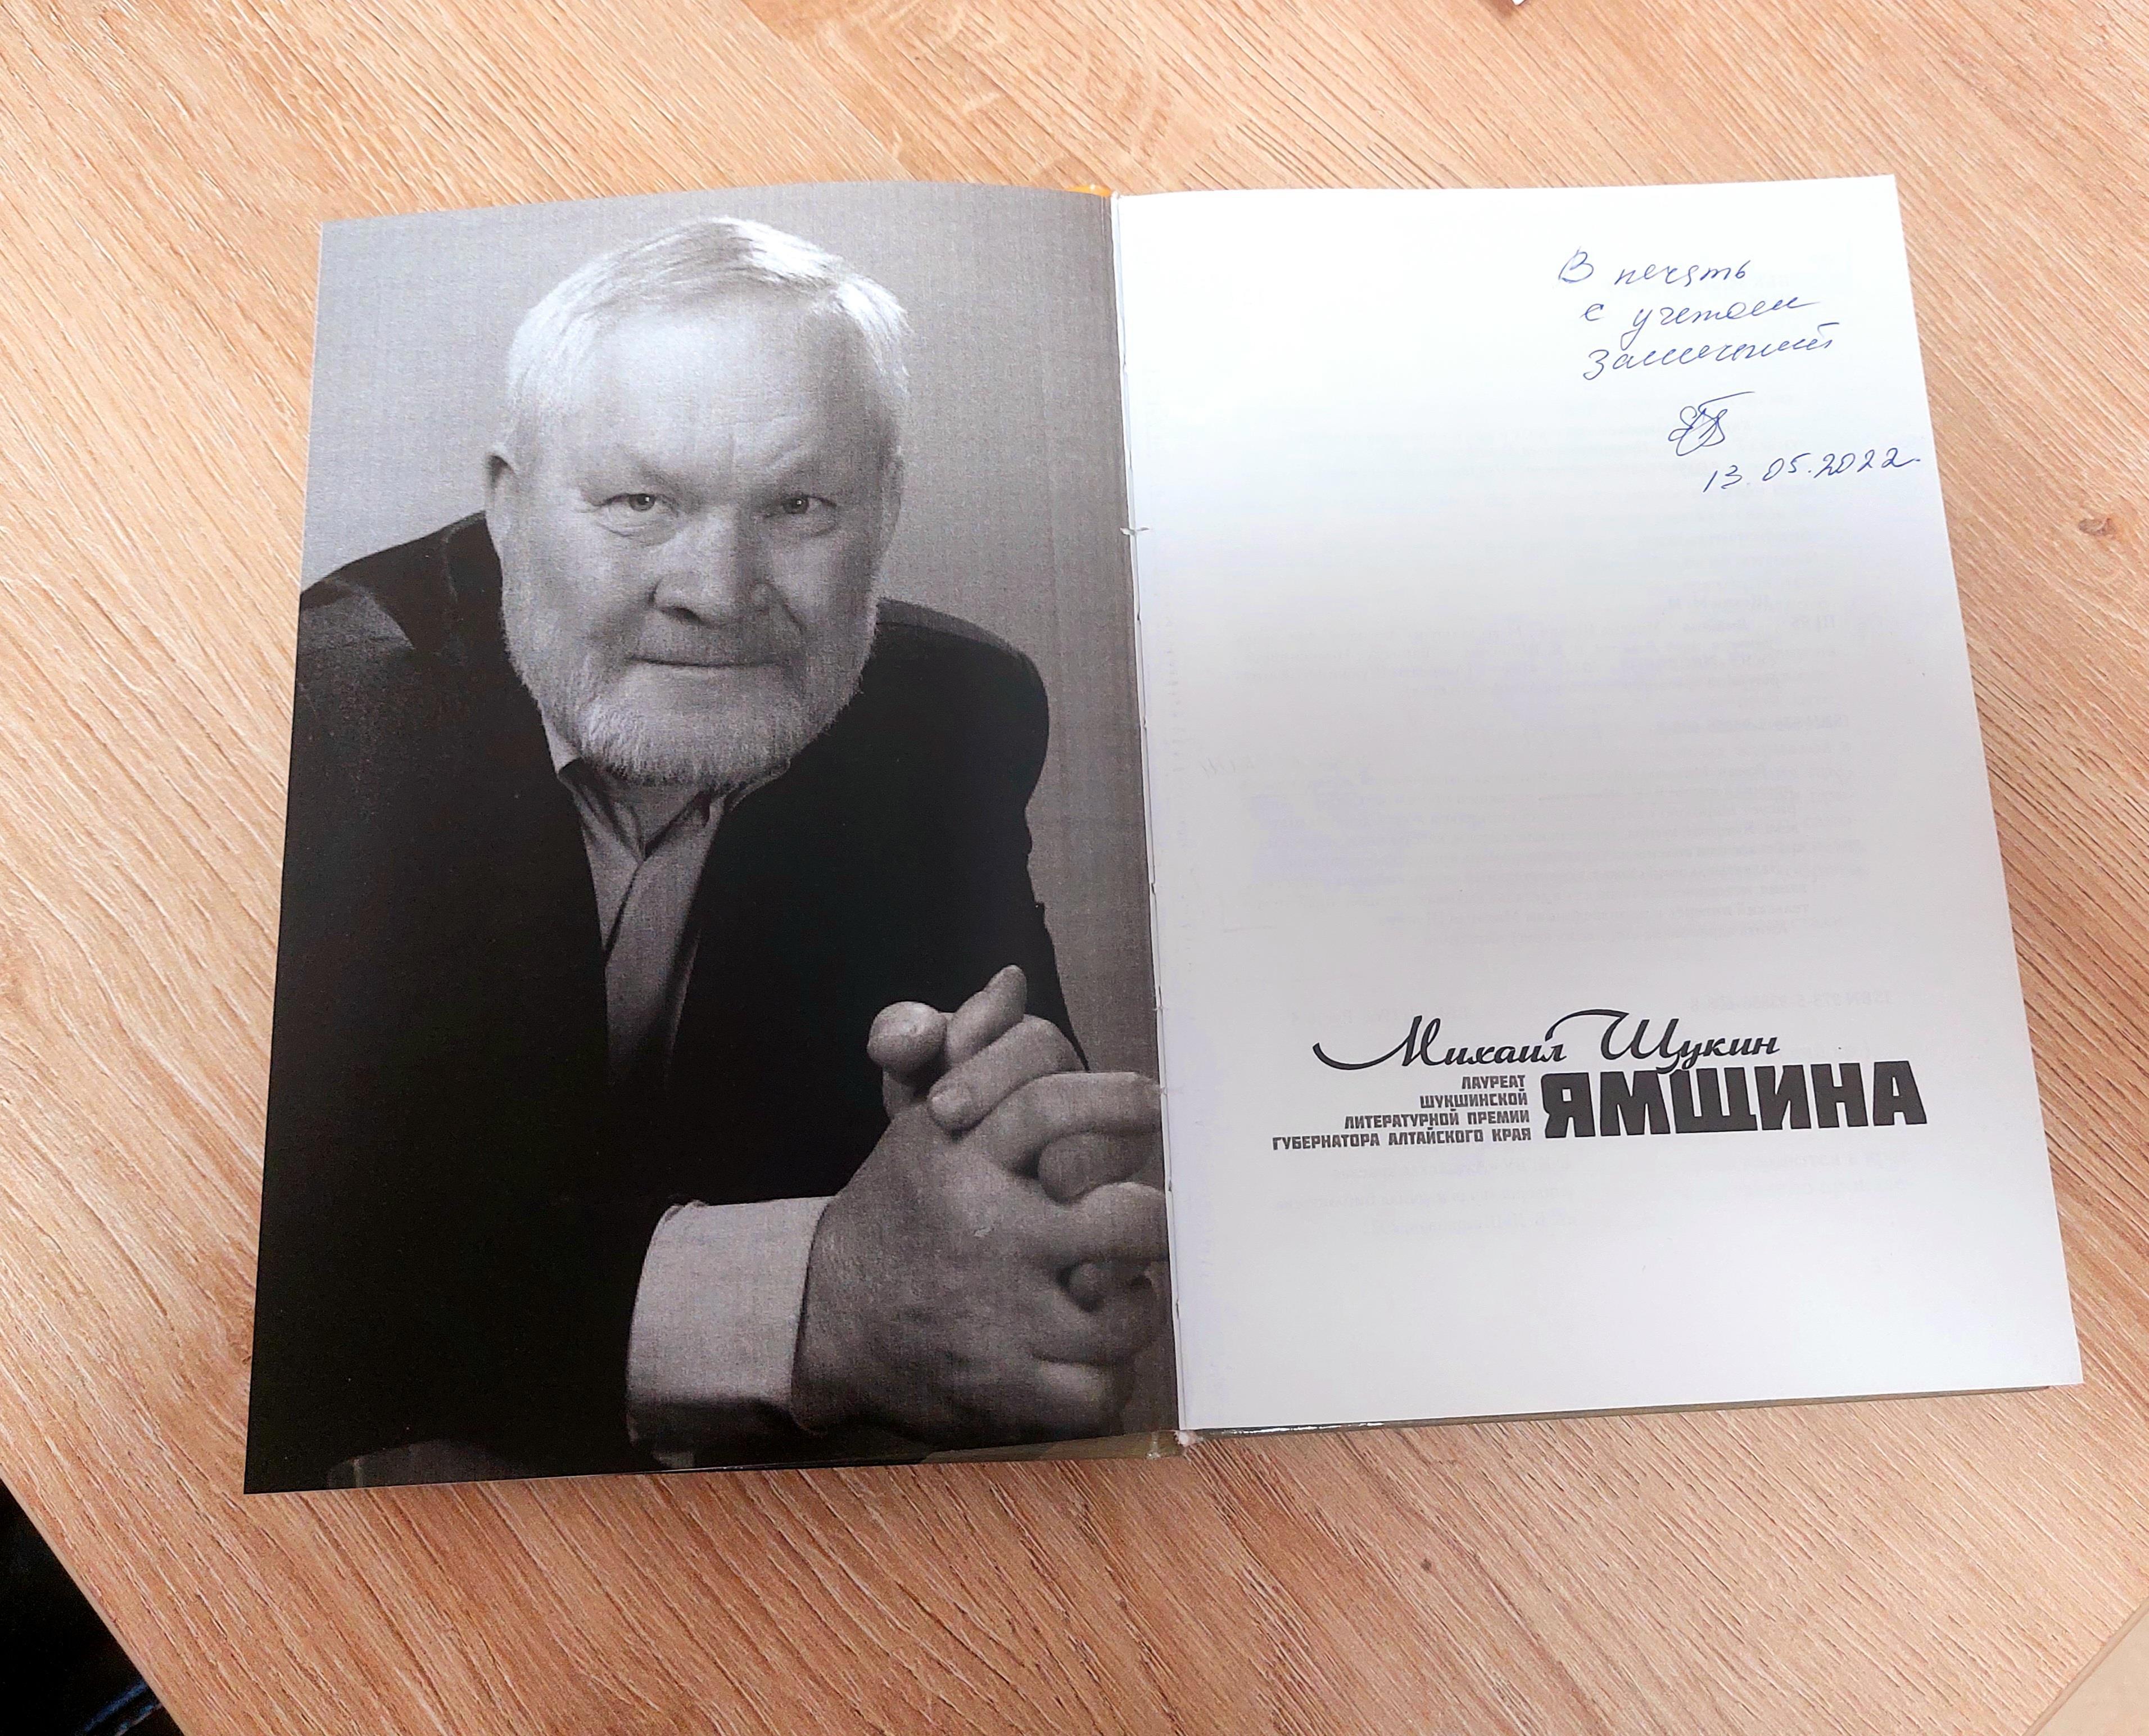 В печать
с учетом
замечаний
13.05.2022.
Михаил Щукин
ЛАУРЕАТ
ШУКШИНСКОЙ
ЛИТЕРАТУРНОЙ ПРЕМИИ
ГУБЕРНАТОРА АЛТАЙСКОГО КРАЯ
ЯМЩИНА